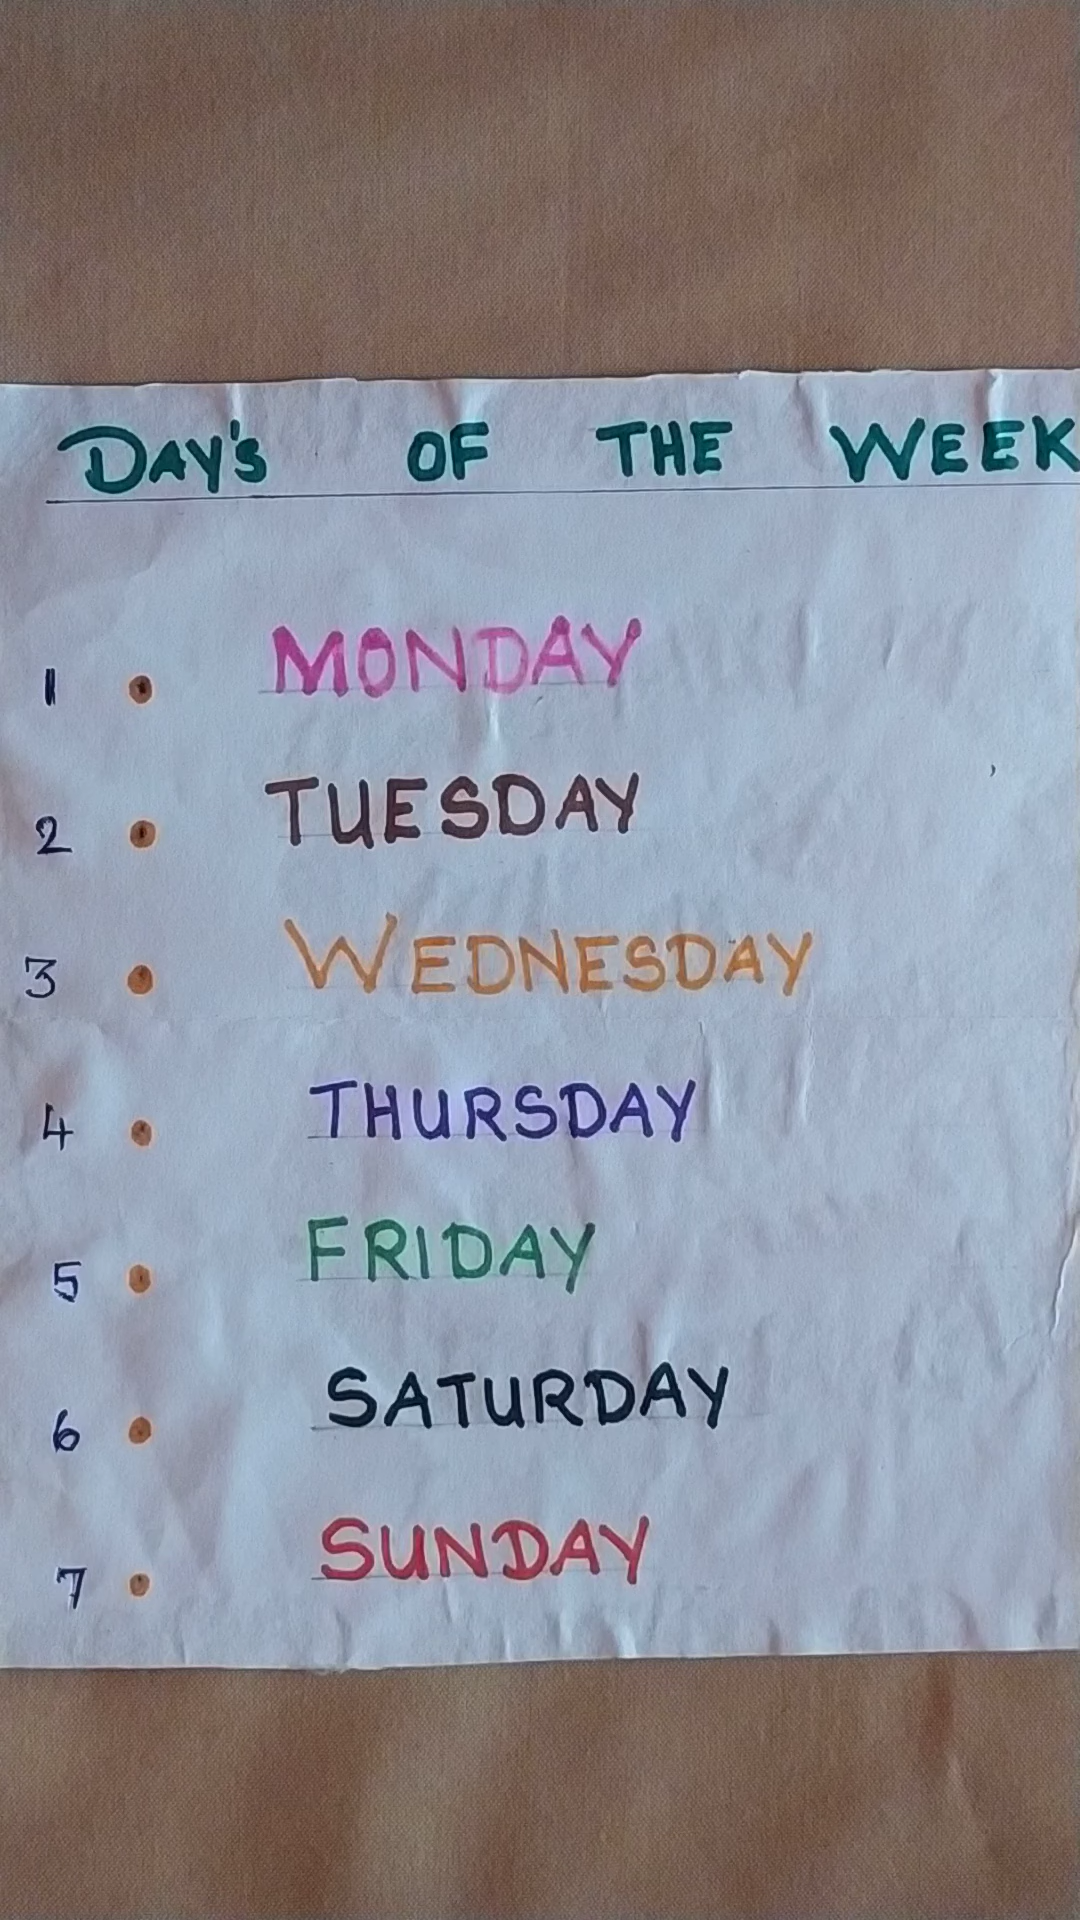 DAY'S OF THE WEEK
1 • MONDAY
2 • TUESDAY
3 • WEDNESDAY
4 • THURSDAY
5 • FRIDAY
6 • SATURDAY
7 • SUNDAY